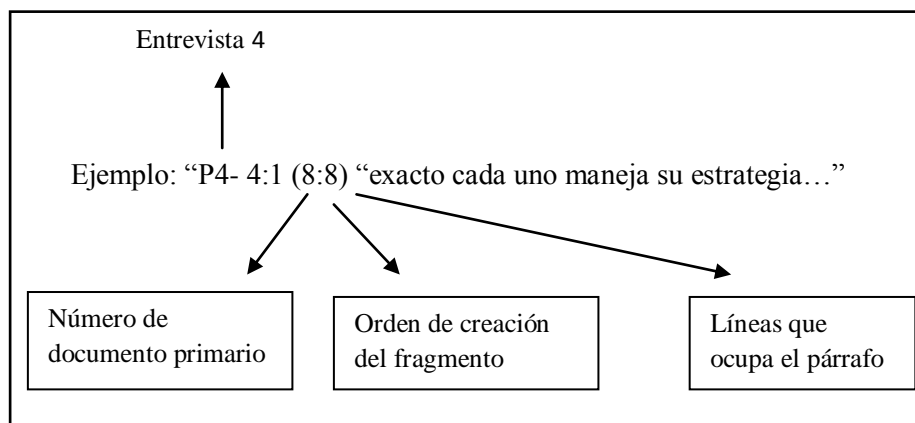 Entrevista 4
Ejemplo: “P4- 4:1 (8:8) “exacto cada uno maneja su estrategia…”
Número de
documento primario
Orden de creación
del fragmento
Líneas que
ocupa el párrafo